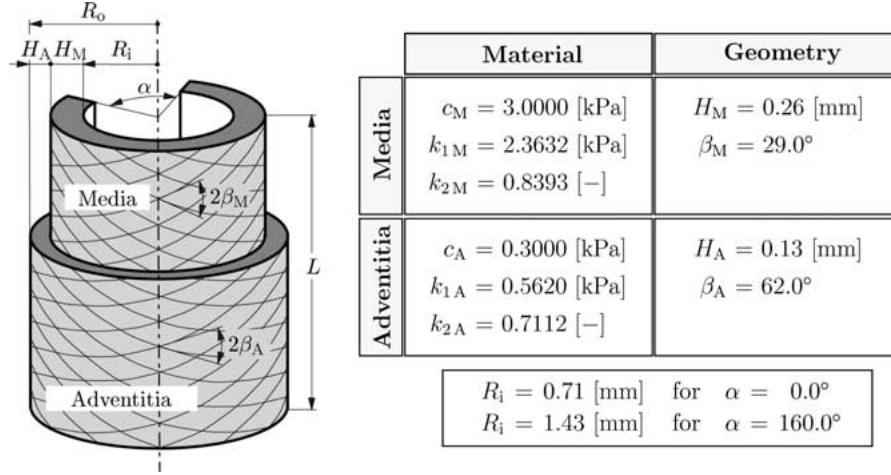 R_o
H_A H_M R_i
α
Media
2β_M
L
2β_A
Adventitia
Material Geometry
Media
c_M = 3.0000 [kPa] H_M = 0.26 [mm]
k_1M = 2.3632 [kPa] β_M = 29.0°
k_2M = 0.8393 [−]
Adventitia
c_A = 0.3000 [kPa] H_A = 0.13 [mm]
k_1A = 0.5620 [kPa] β_A = 62.0°
k_2A = 0.7112 [−]
R_i = 0.71 [mm] for α = 0.0°
R_i = 1.43 [mm] for α = 160.0°